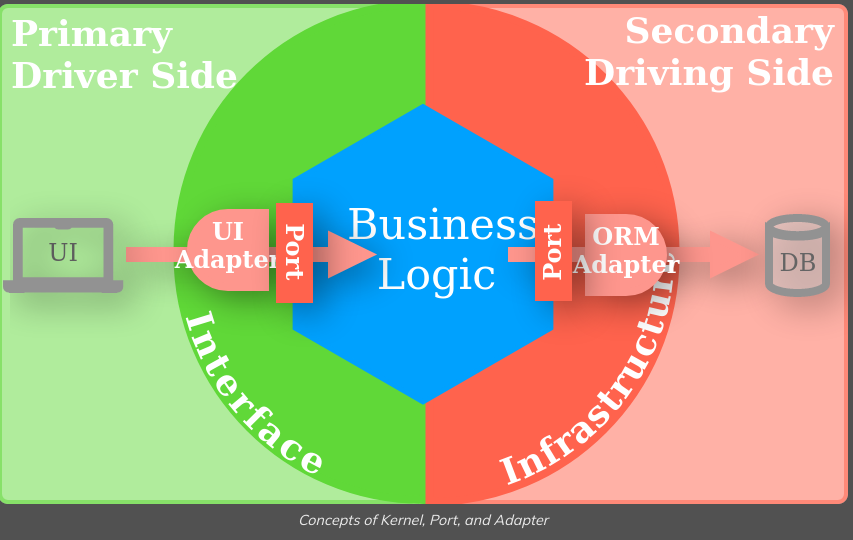 Primary
Driver Side
Secondary
Driving Side
UI
UI
Adapter
Port
Business
Logic
Port
ORM
Adapter
DB
Interface
Infrastructure
Concepts of Kernel, Port, and Adapter